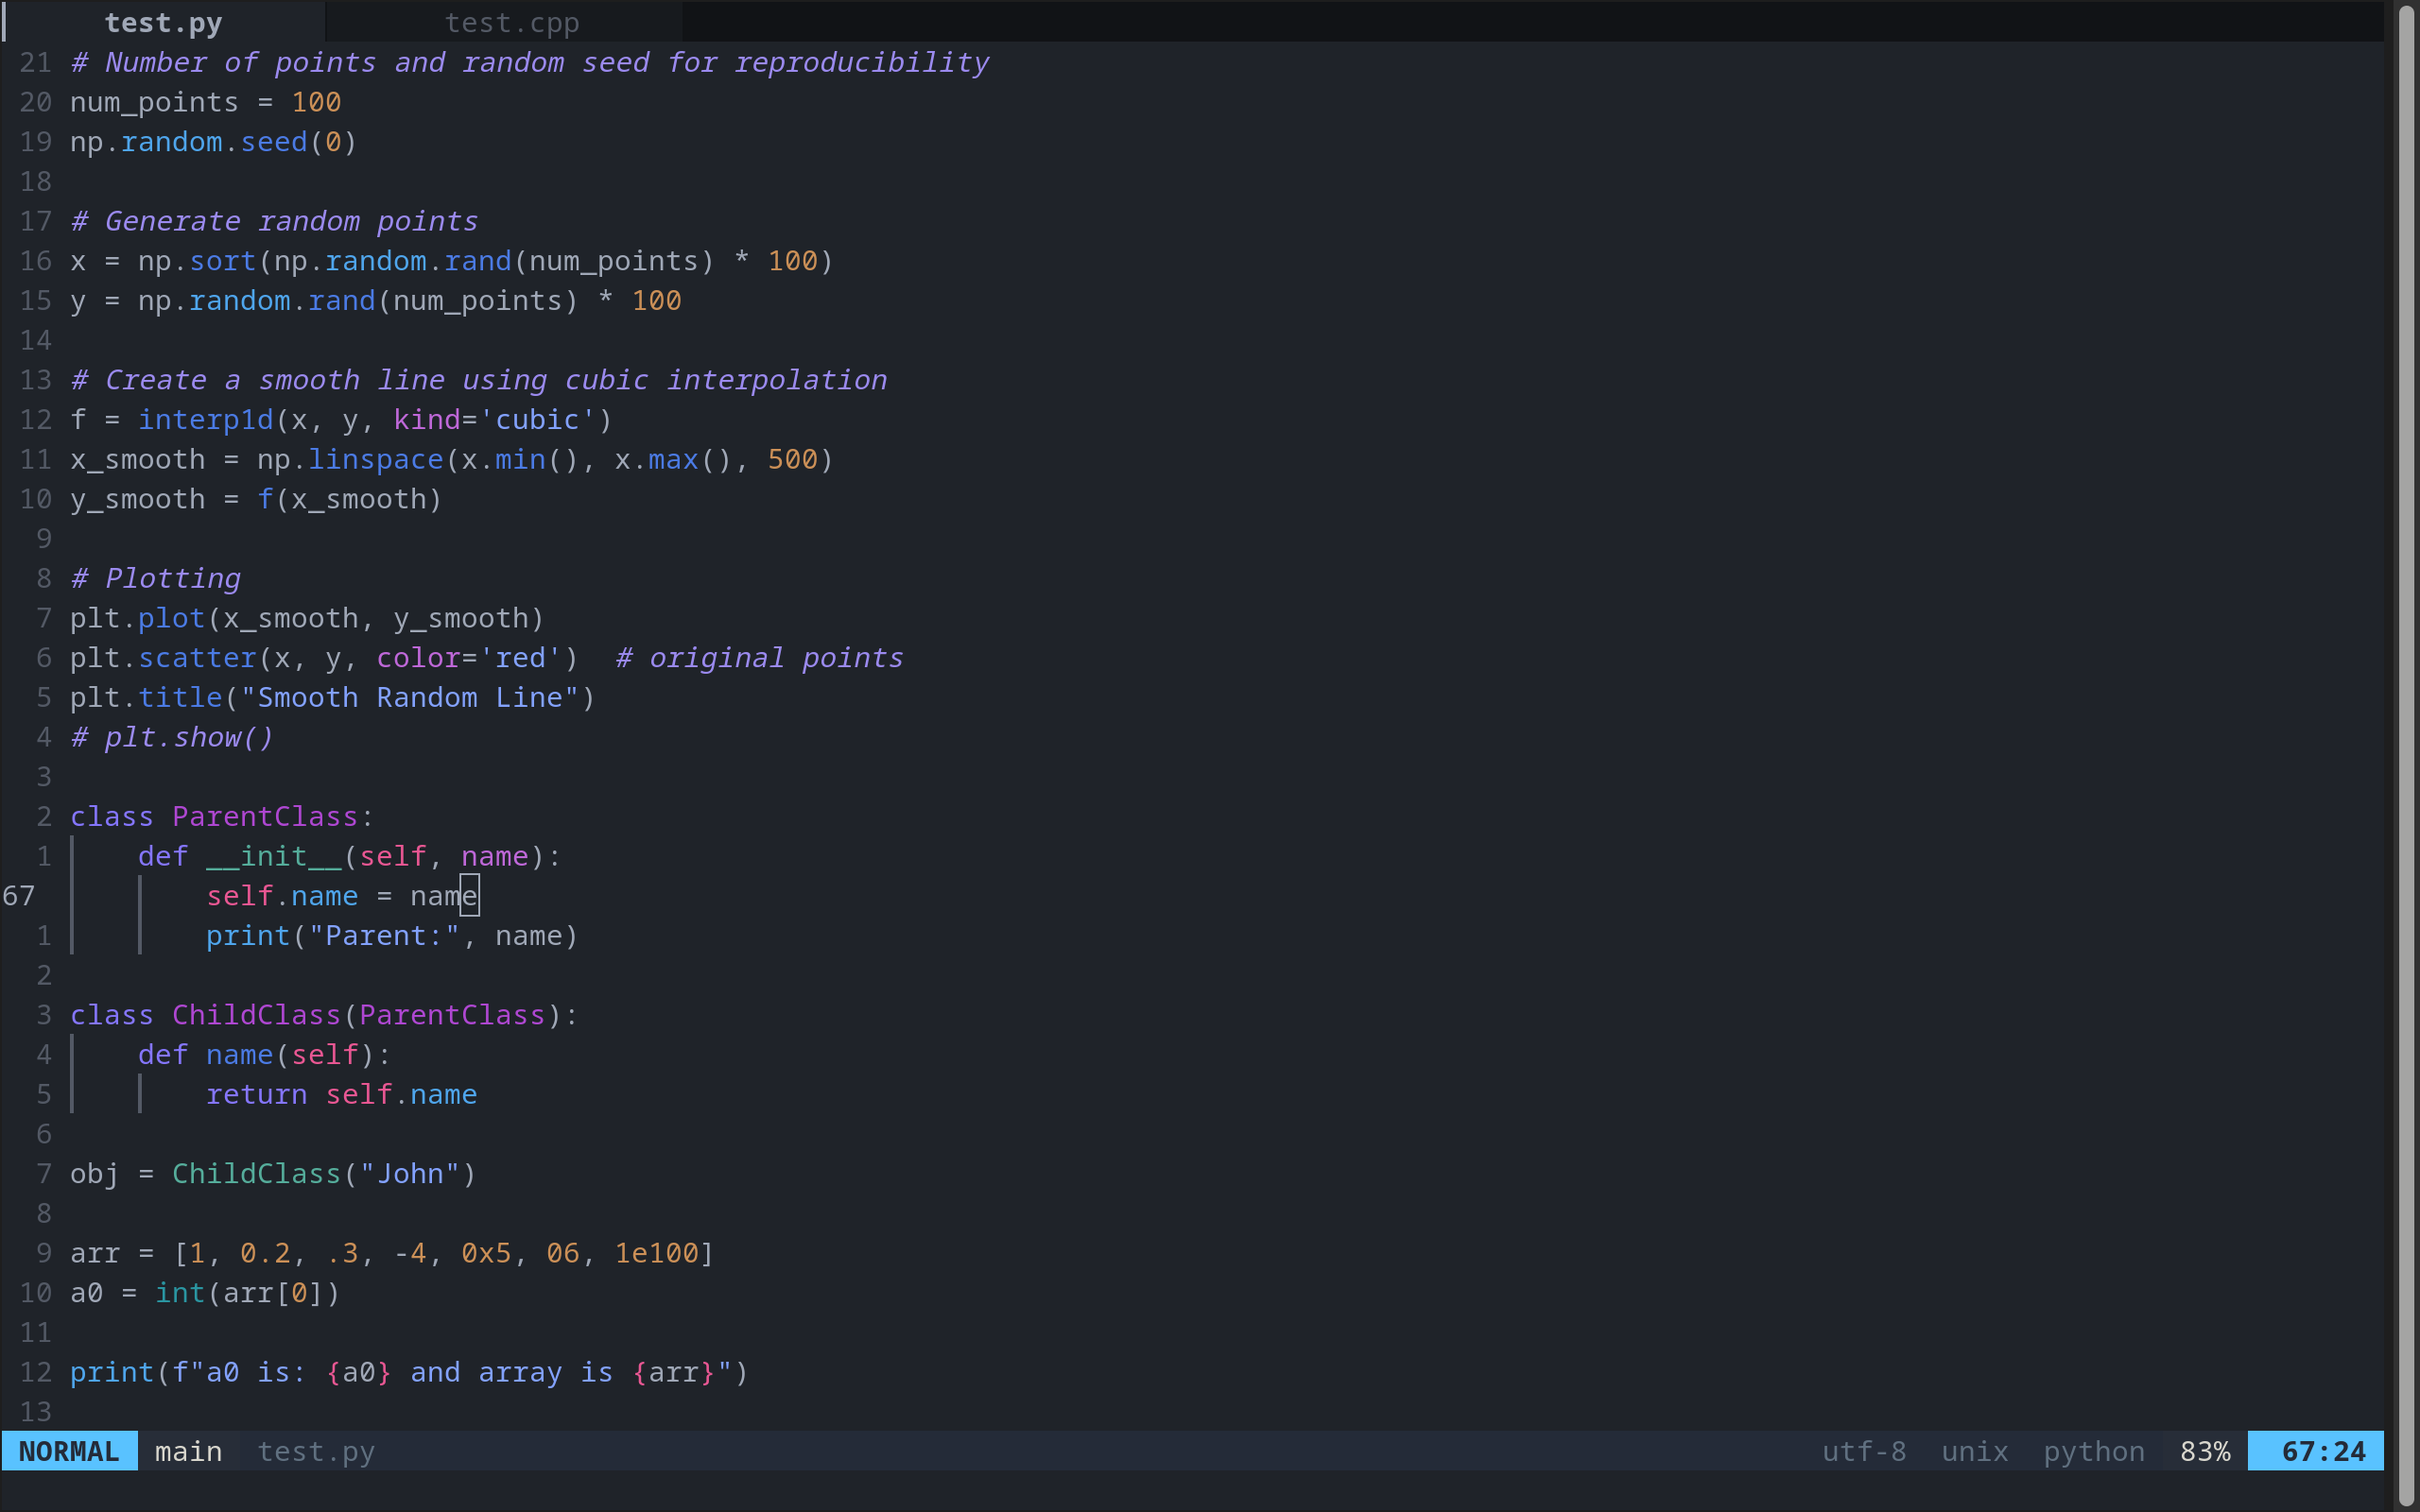 test.py test.cpp
21 # Number of points and random seed for reproducibility
20 num_points = 100
19 np.random.seed(0)
18
17 # Generate random points
16 x = np.sort(np.random.rand(num_points) * 100)
15 y = np.random.rand(num_points) * 100
14
13 # Create a smooth line using cubic interpolation
12 f = interp1d(x, y, kind='cubic')
11 x_smooth = np.linspace(x.min(), x.max(), 500)
10 y_smooth = f(x_smooth)
9
8 # Plotting
7 plt.plot(x_smooth, y_smooth)
6 plt.scatter(x, y, color='red')  # original points
5 plt.title("Smooth Random Line")
4 # plt.show()
3
2 class ParentClass:
1     def __init__(self, name):
67         self.name = name
1         print("Parent:", name)
2
3 class ChildClass(ParentClass):
4     def name(self):
5         return self.name
6
7 obj = ChildClass("John")
8
9 arr = [1, 0.2, .3, -4, 0x5, 06, 1e100]
10 a0 = int(arr[0])
11
12 print(f"a0 is: {a0} and array is {arr}")
13
NORMAL main test.py utf-8 unix python 83% 67:24